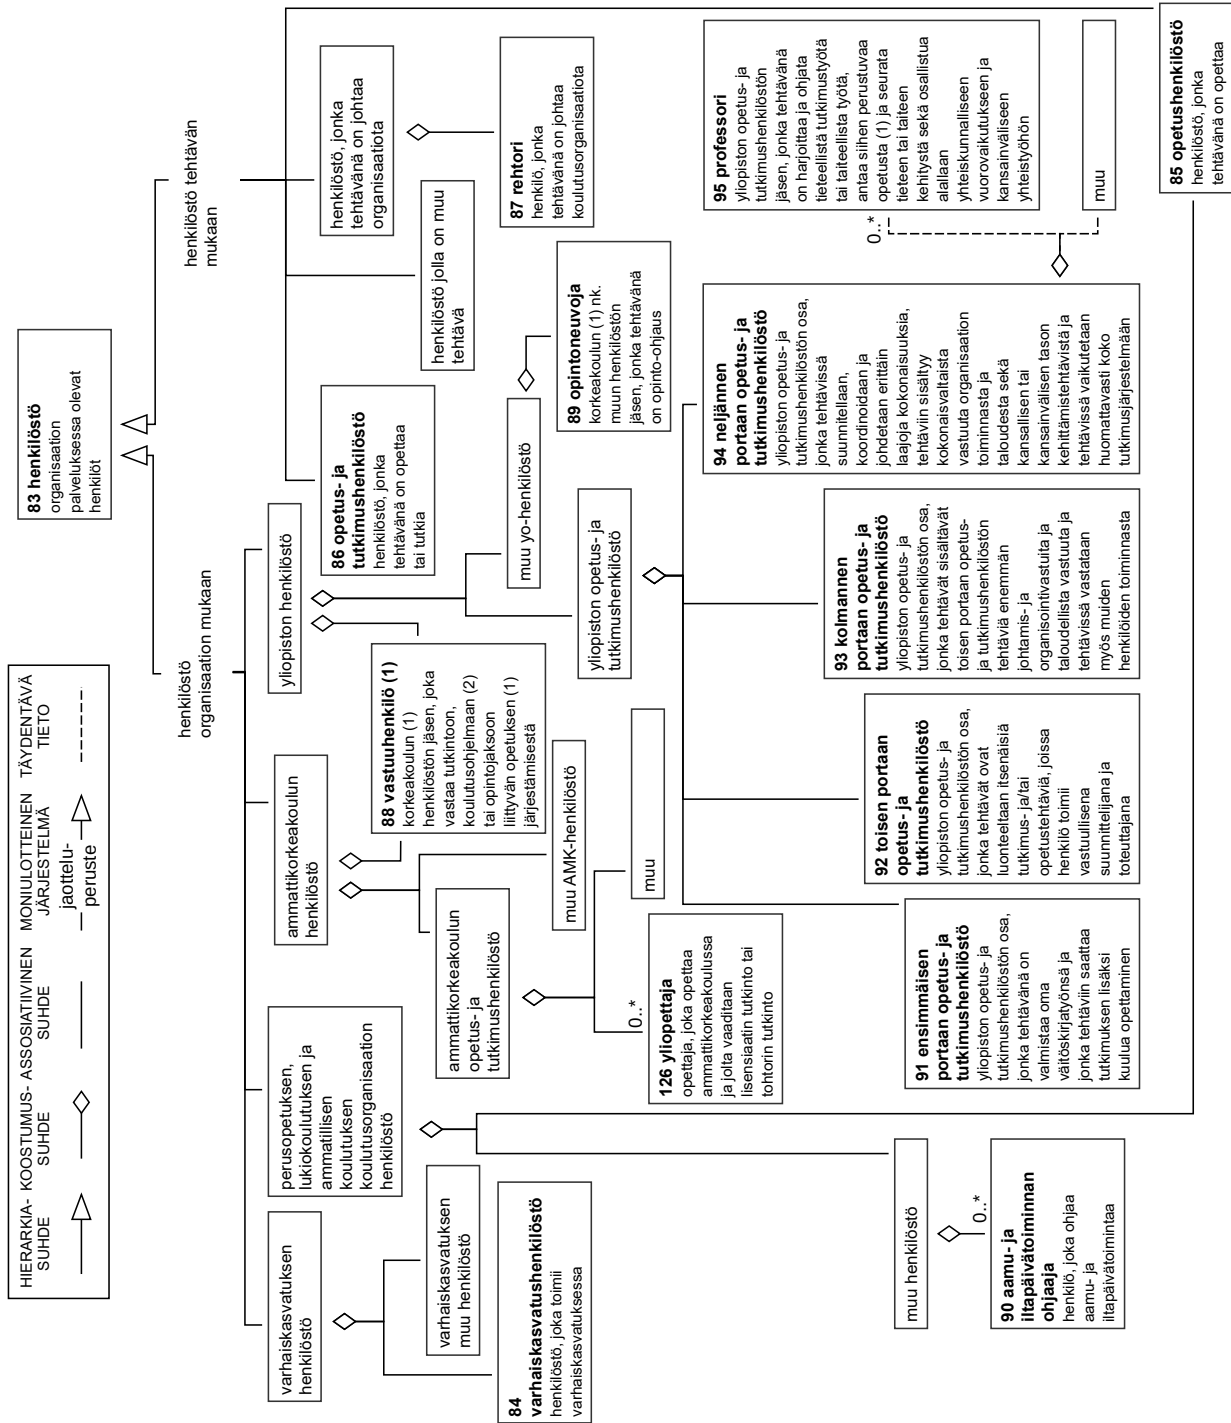 HIERARKIA-
SUHDE
KOOSTUMUS-
SUHDE
ASSOSIATIIVINEN
SUHDE
MONIULOTTEINEN
JÄRJESTELMÄ
jaottelu-
peruste
TÄYDENTÄVÄ
TIETO
83 henkilöstö
organisaation
palveluksessa olevat
henkilöt
henkilöstö
organisaation mukaan
henkilöstö tehtävän
mukaan
varhaiskasvatuksen
henkilöstö
perusopetuksen,
lukiokoulutuksen ja
ammatillisen
koulutuksen
koulutusorganisaation
henkilöstö
ammattikorkeakoulun
henkilöstö
yliopiston henkilöstö
86 opetus- ja
tutkimushenkilöstö
henkilöstö, jonka
tehtävänä on opettaa
tai tutkia
henkilöstö jolla on muu
tehtävä
henkilöstö, jonka
tehtävänä on johtaa
organisaatiota
87 rehtori
henkilö, jonka
tehtävänä on johtaa
koulutusorganisaatiota
88 vastuuhenkilö (1)
korkeakoulun (1)
henkilöstön jäsen, joka
vastaa tutkintoon,
koulutusohjelmaan (2)
tai opintojaksoon
liittyvän opetuksen (1)
järjestämisestä
varhaiskasvatuksen
muu henkilöstö
84
varhaiskasvatushenkilöstö
henkilöstö, joka toimii
varhaiskasvatuksessa
ammattikorkeakoulun
opetus- ja
tutkimushenkilöstö
muu AMK-henkilöstö
muu yo-henkilöstö
89 opintoneuvoja
korkeakoulun (1) nk.
muun henkilöstön
jäsen, jonka tehtävänä
on opinto-ohjaus
yliopiston opetus- ja
tutkimushenkilöstö
0..*
126 yliopettaja
opettaja, joka opettaa
ammattikorkeakoulussa
ja jolta vaaditaan
lisensiaatin tutkinto tai
tohtorin tutkinto
muu
91 ensimmäisen
portaan opetus- ja
tutkimushenkilöstö
yliopiston opetus- ja
tutkimushenkilöstön osa,
jonka tehtävänä on
valmistaa oma
väitöskirjatyönsä ja
jonka tehtäviin saattaa
tutkimuksen lisäksi
kuulua opettaminen
92 toisen portaan
opetus- ja
tutkimushenkilöstö
yliopiston opetus- ja
tutkimushenkilöstön osa,
jonka tehtävät ovat
luonteeltaan itsenäisiä
tutkimus- ja/tai
opetustehtäviä, joissa
henkilö toimii
vastuullisena
suunnittelijana ja
toteuttajana
93 kolmannen
portaan opetus- ja
tutkimushenkilöstö
yliopiston opetus- ja
tutkimushenkilöstön osa,
jonka tehtävät sisältävät
toisen portaan opetus-
ja tutkimushenkilöstön
tehtäviä enemmän
johtamis- ja
organisointivastuita ja
taloudellista vastuuta ja
tehtävissä vastataan
myös muiden
henkilöiden toiminnasta
94 neljännen
portaan opetus- ja
tutkimushenkilöstö
yliopiston opetus- ja
tutkimushenkilöstön osa,
jonka tehtävissä
suunnitellaan,
koordinoidaan ja
johdetaan erittäin
laajoja kokonaisuuksia,
tehtäviin sisältyy
kokonaisvaltaista
vastuuta organisaation
toiminnasta ja
taloudesta sekä
kansallisen tai
kansainvälisen tason
kehittämistehtävistä ja
tehtävissä vaikutetaan
huomattavasti koko
tutkimusjärjestelmään
0..*
95 professori
yliopiston opetus- ja
tutkimushenkilöstön
jäsen, jonka tehtävänä
on harjoittaa ja ohjata
tieteellistä tutkimustyötä
tai taiteellista työtä,
antaa siihen perustuvaa
opetusta (1) ja seurata
tieteen tai taiteen
kehitystä sekä osallistua
alallaan
yhteiskunnalliseen
vuorovaikutukseen ja
kansainväliseen
yhteistyöhön
muu
muu henkilöstö
0..*
90 aamu- ja
iltapäivätoiminnan
ohjaaja
henkilö, joka ohjaa
aamu- ja
iltapäivätoimintaa
85 opetushenkilöstö
henkilöstö, jonka
tehtävänä on opettaa